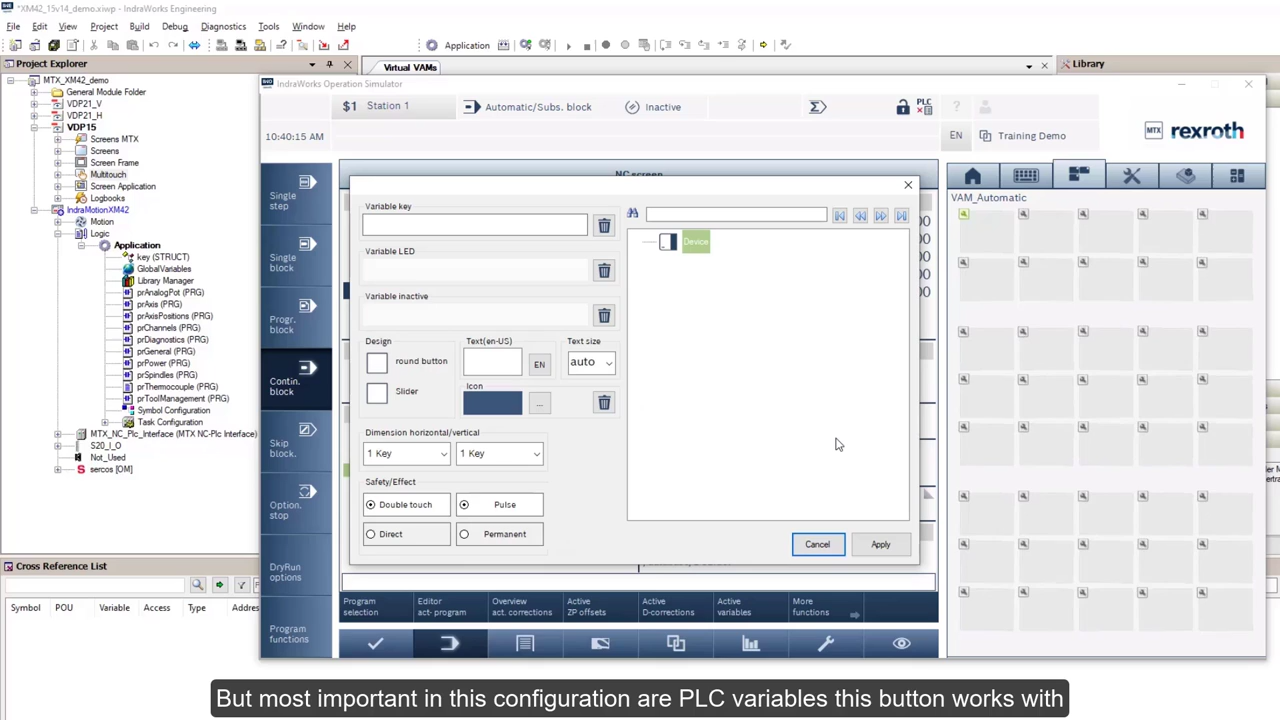 *XM42_15v14_demo.xiwp - IndraWorks Engineering
File Edit View Project Build Debug Diagnostics Tools Window Help
Application
Project Explorer
Virtual VAMs
Library
MTX_XM42_demo
General Module Folder
VDP21_V
VDP21_H
VDP15
Screens MTX
Screens
Screen Frame
Multitouch
Screen Application
Logbooks
IndraMotionXM42
Motion
Logic
Application
key (STRUCT)
GlobalVariables
Library Manager
prAnalogPot (PRG)
prAxis (PRG)
prAxisPositions (PRG)
prChannels (PRG)
prDiagnostics (PRG)
prGeneral (PRG)
prPower (PRG)
prSpindles (PRG)
prThermocouple (PRG)
prToolManagement (PRG)
Symbol Configuration
Task Configuration
MTX_NC_Plc_Interface (MTX NC-Plc Interface)
S20_I_O
Not_Used
sercos [OM]
Cross Reference List
Symbol POU Variable Access Type
IndraWorks Operation Simulator
$1 Station 1 Automatic/Subs. block Inactive PLC
10:40:15 AM EN Training Demo
MTX rexroth
Single
step
Single
block
Progr.
block
Contin.
block
Skip
block.
Option.
stop
DryRun
options
Program
functions
NC screen
Variable key
Variable LED
Variable inactive
Design Text(en-US) Text size
round button EN auto
Slider Icon
...
Dimension horizontal/vertical
1 Key 1 Key
Safety/Effect
Double touch Pulse
Direct Permanent
Device
Cancel Apply
VAM_Automatic
Program
selection
Editor
act- program
Overview
act. corrections
Active
ZP offsets
Active
D-corrections
Active
variables
More
functions
But most important in this configuration are PLC variables this button works with